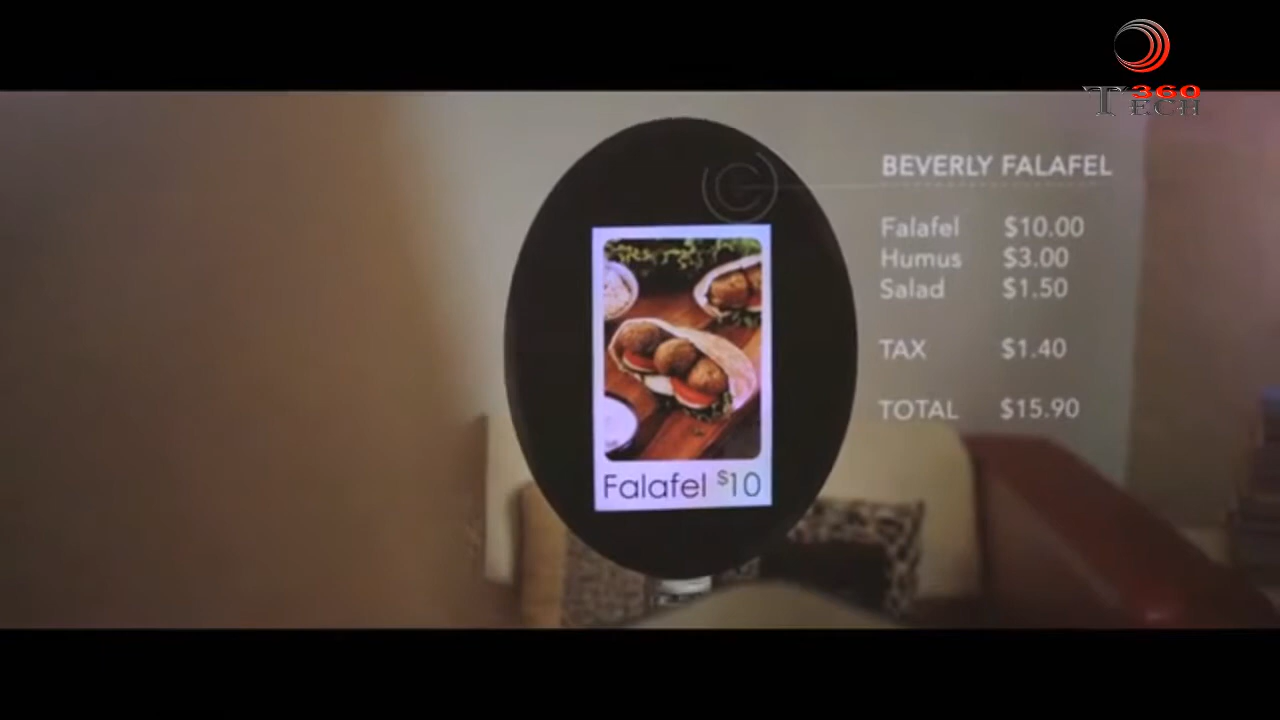 360
TECH
BEVERLY FALAFEL
Falafel $10.00
Humus $3.00
Salad $1.50
TAX $1.40
TOTAL $15.90
Falafel $10